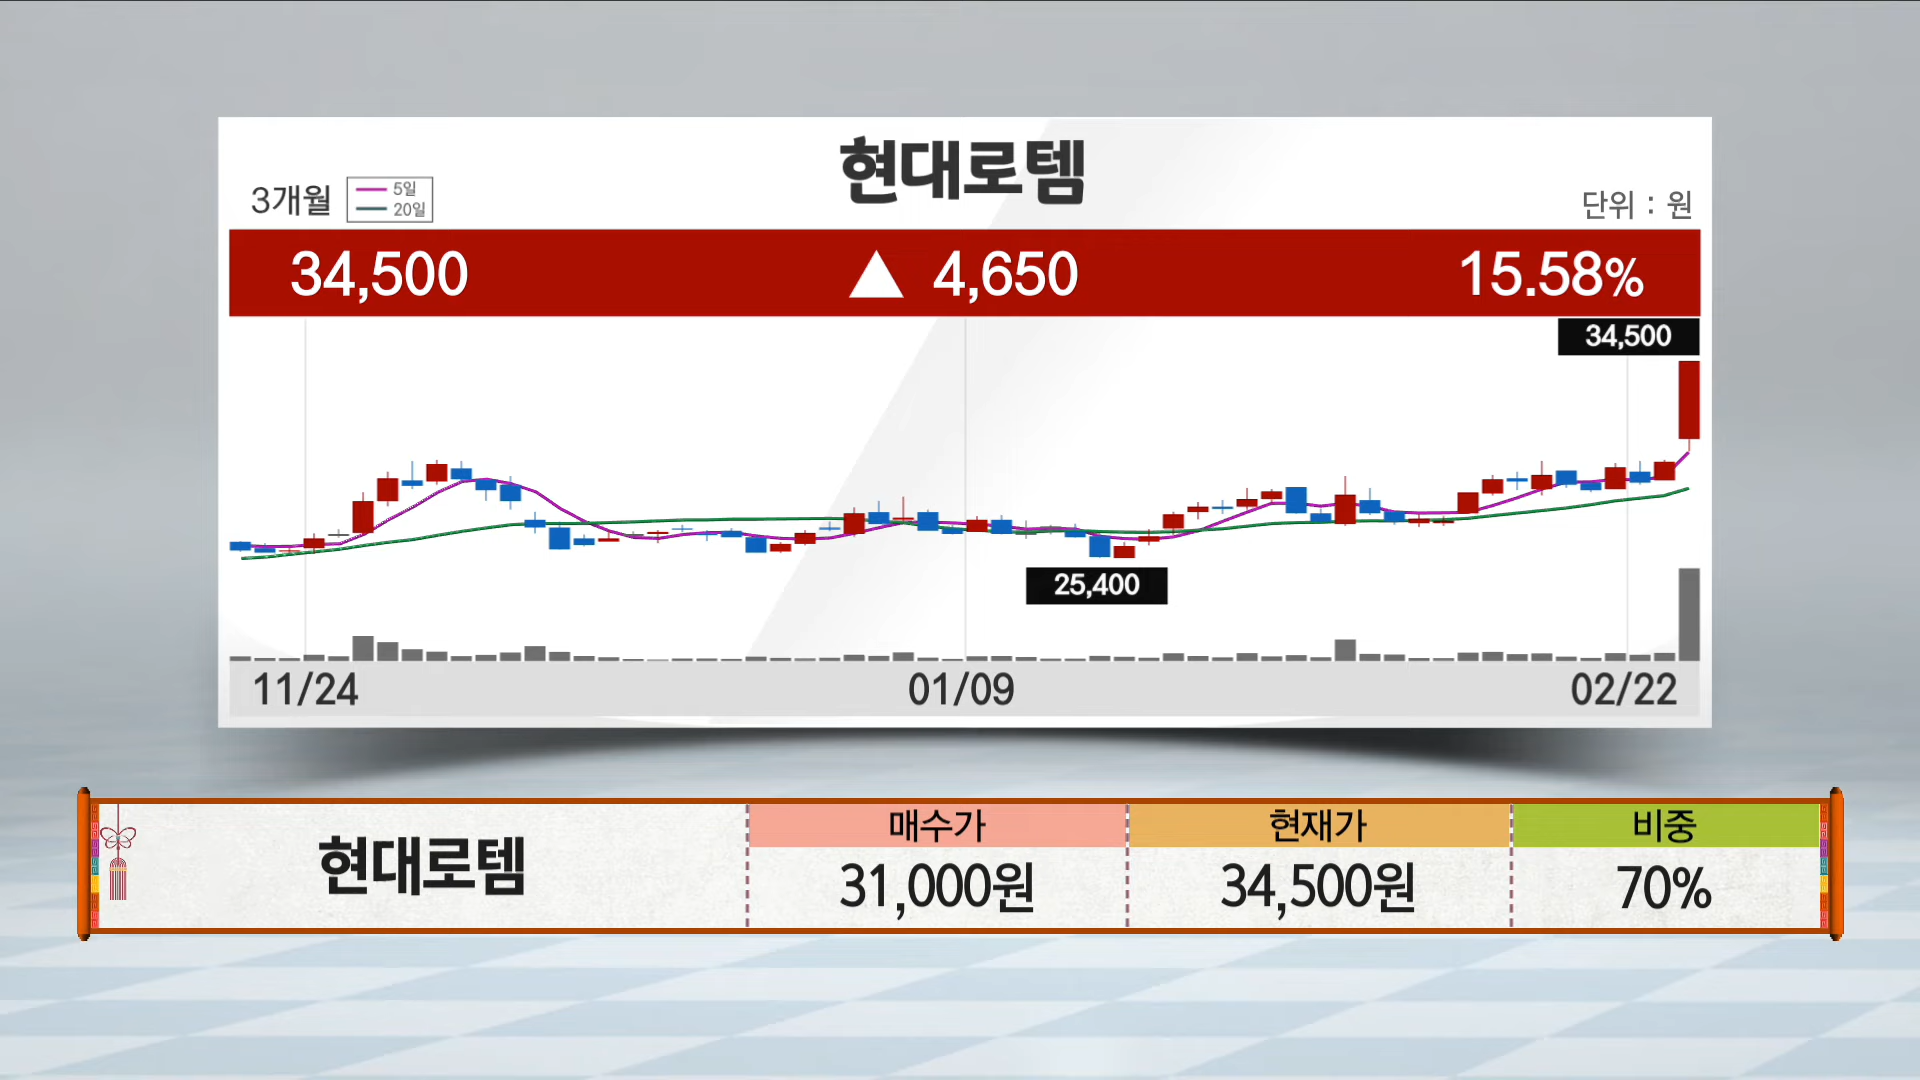 현대로템
3개월
5일
20일
단위 : 원
34,500 ▲ 4,650 15.58%
34,500
25,400
11/24 01/09 02/22
현대로템
매수가 현재가 비중
31,000원 34,500원 70%